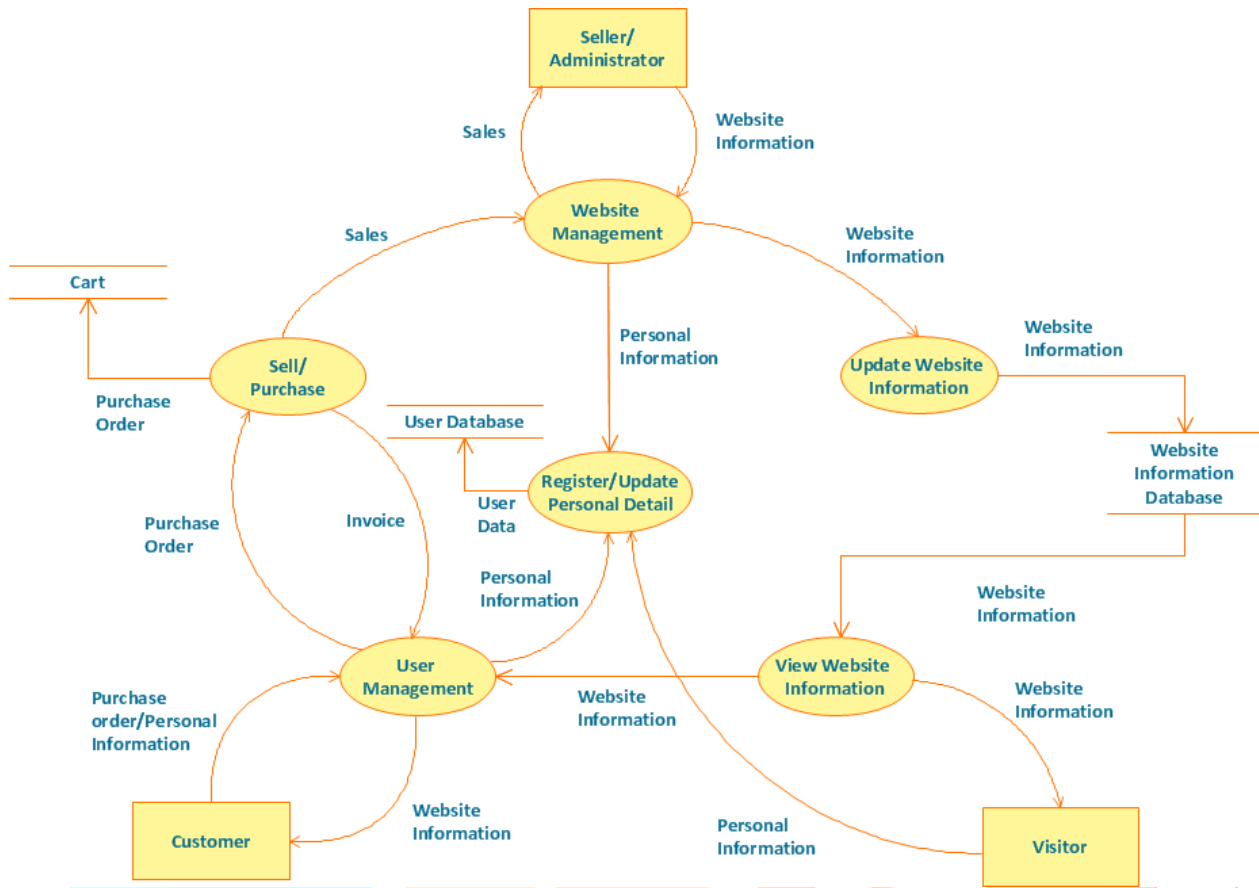 Seller/
Administrator
Sales
Website
Information
Website
Management
Sales
Website
Information
Cart
Personal
Information
Website
Information
Sell/
Purchase
Update Website
Information
Purchase
Order
User Database
Website
Information
Database
Register/Update
Personal Detail
User
Data
Purchase
Order
Invoice
Personal
Information
Website
Information
User
Management
View Website
Information
Website
Information
Website
Information
Purchase
order/Personal
Information
Website
Information
Personal
Information
Customer
Visitor